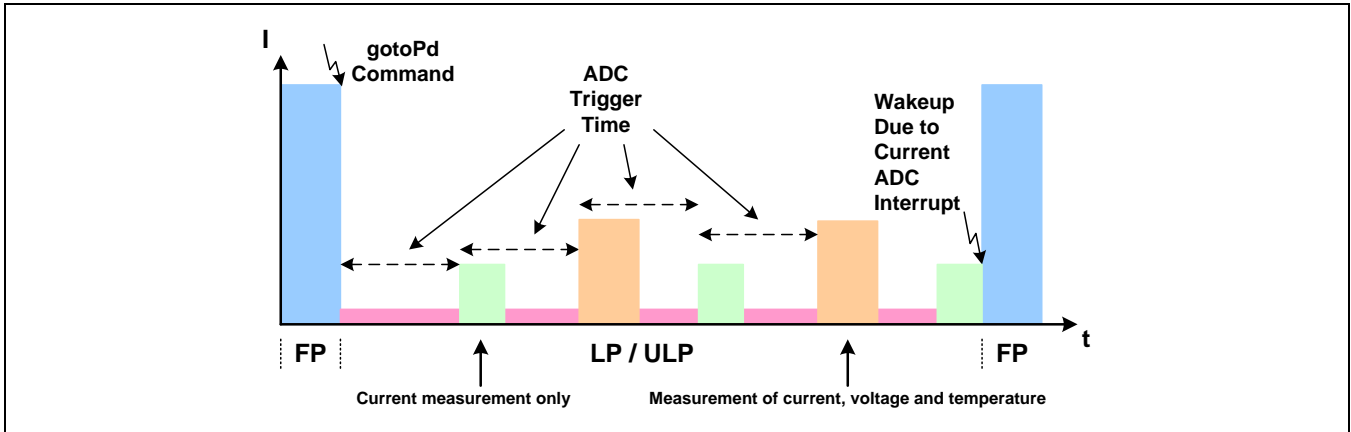 I
gotoPd
Command
ADC
Trigger
Time
Wakeup
Due to
Current
ADC
Interrupt
t
FP
LP / ULP
FP
Current measurement only
Measurement of current, voltage and temperature